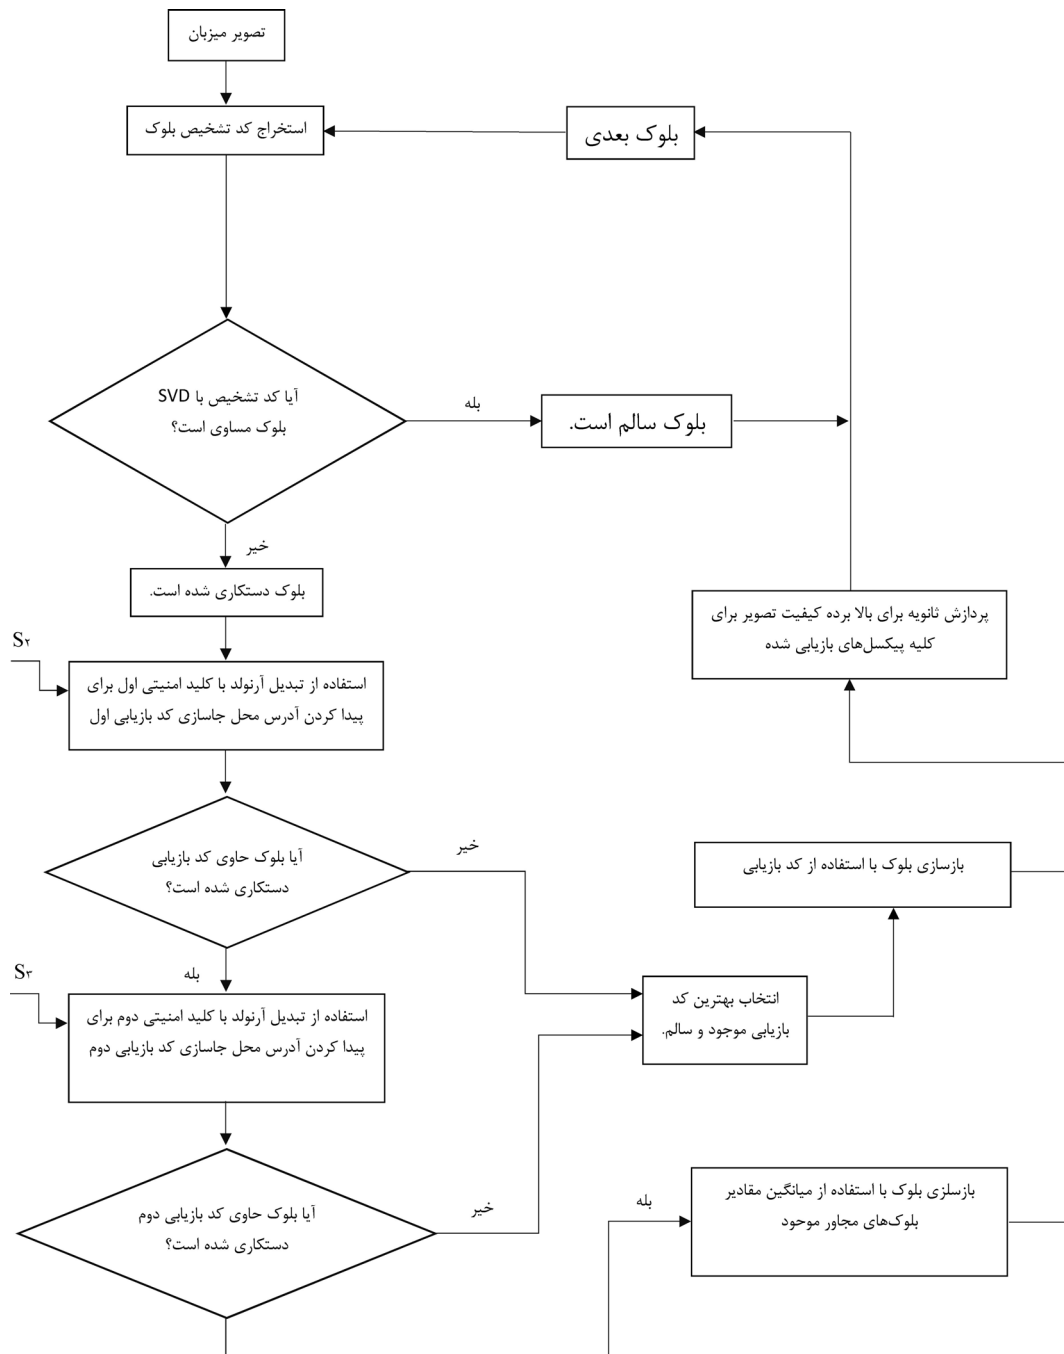 تصویر میزبان
استخراج کد تشخیص بلوک
بلوک بعدی
آیا کد تشخیص با SVD
بلوک مساوی است؟
بله
بلوک سالم است.
خیر
بلوک دستکاری شده است.
پردازش ثانویه برای بالا برده کیفیت تصویر برای
کلیه پیکسل‌های بازیابی شده
S۲
استفاده از تبدیل آرنولد با کلید امنیتی اول برای
پیدا کردن آدرس محل جاسازی کد بازیابی اول
آیا بلوک حاوی کد بازیابی
دستکاری شده است؟
خیر
بازسازی بلوک با استفاده از کد بازیابی
بله
S۳
استفاده از تبدیل آرنولد با کلید امنیتی دوم برای
پیدا کردن آدرس محل جاسازی کد بازیابی دوم
انتخاب بهترین کد
بازیابی موجود و سالم.
آیا بلوک حاوی کد بازیابی دوم
دستکاری شده است؟
خیر
بله
بازسلزی بلوک با استفاده از میانگین مقادیر
بلوک‌های مجاور موحود